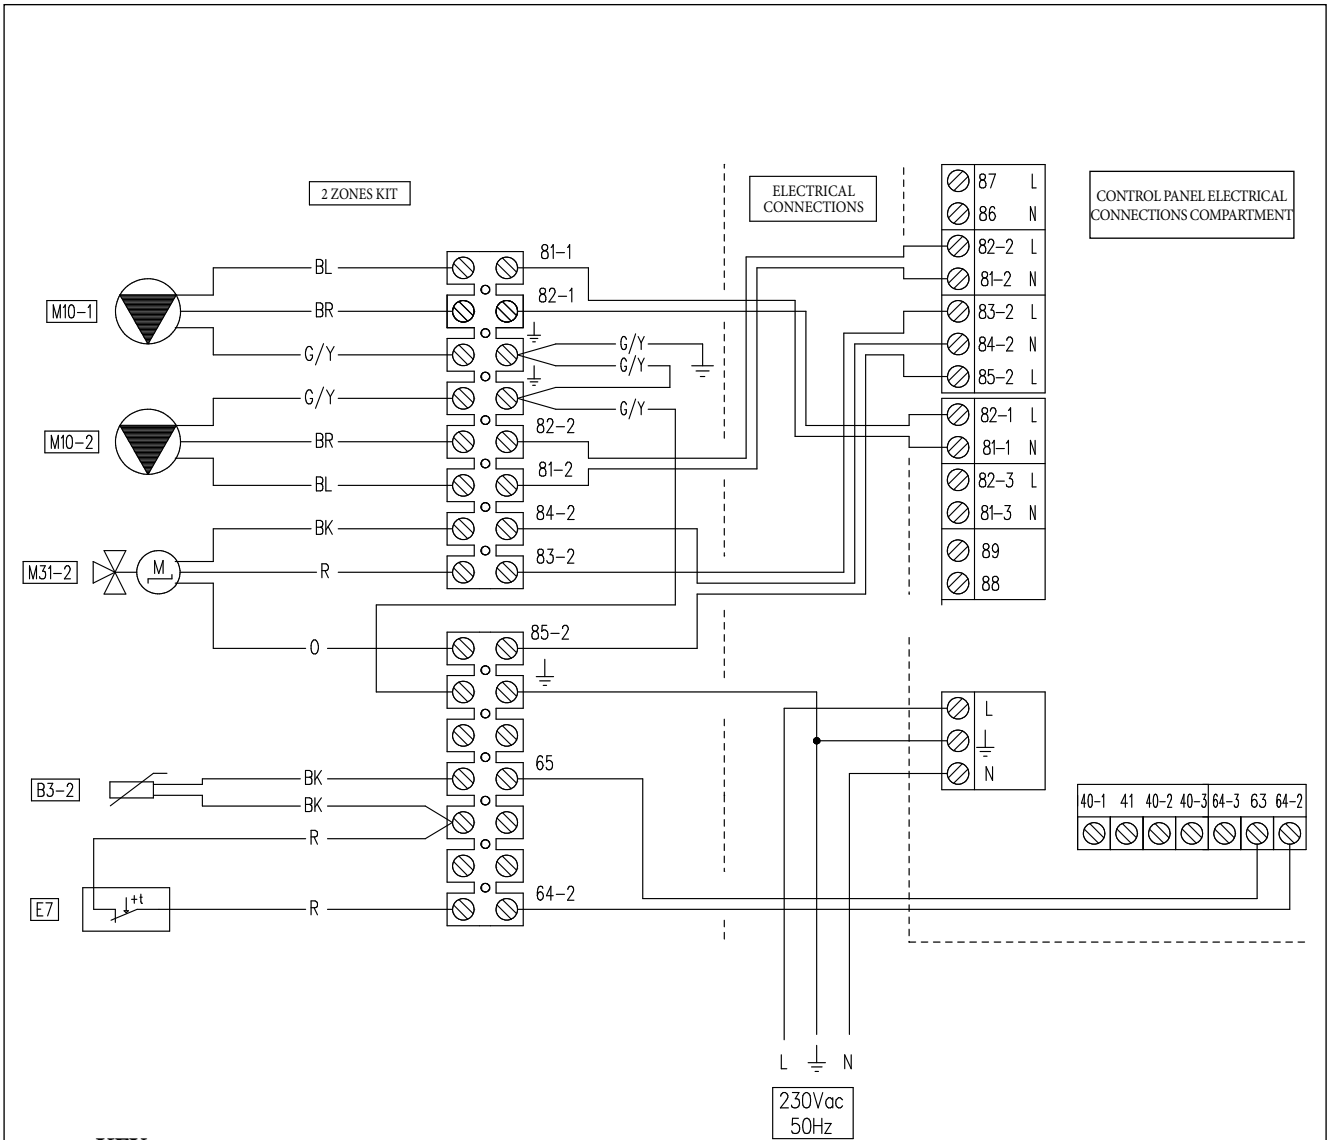 2 ZONES KIT
ELECTRICAL
CONNECTIONS
CONTROL PANEL ELECTRICAL
CONNECTIONS COMPARTMENT
M10-1
BL
BR
G/Y
M10-2
G/Y
BR
BL
M31-2
M
BK
R
O
B3-2
BK
BK
R
E7
+t
R
81-1
82-1
G/Y
G/Y
G/Y
82-2
81-2
84-2
83-2
85-2
65
64-2
87 L
86 N
82-2 L
81-2 N
83-2 L
84-2 N
85-2 L
82-1 L
81-1 N
82-3 L
81-3 N
89
88
L
N
40-1 41 40-2 40-3 64-3 63 64-2
L N
230Vac
50Hz